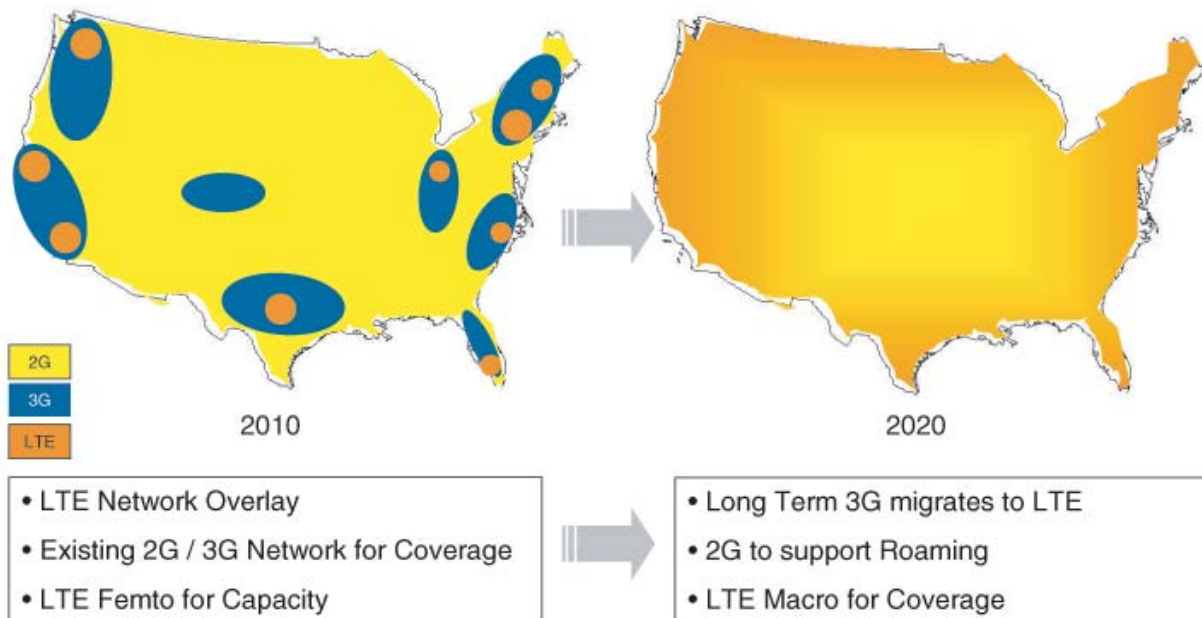 2G
3G
LTE
2010
2020
• LTE Network Overlay
• Existing 2G / 3G Network for Coverage
• LTE Femto for Capacity
• Long Term 3G migrates to LTE
• 2G to support Roaming
• LTE Macro for Coverage